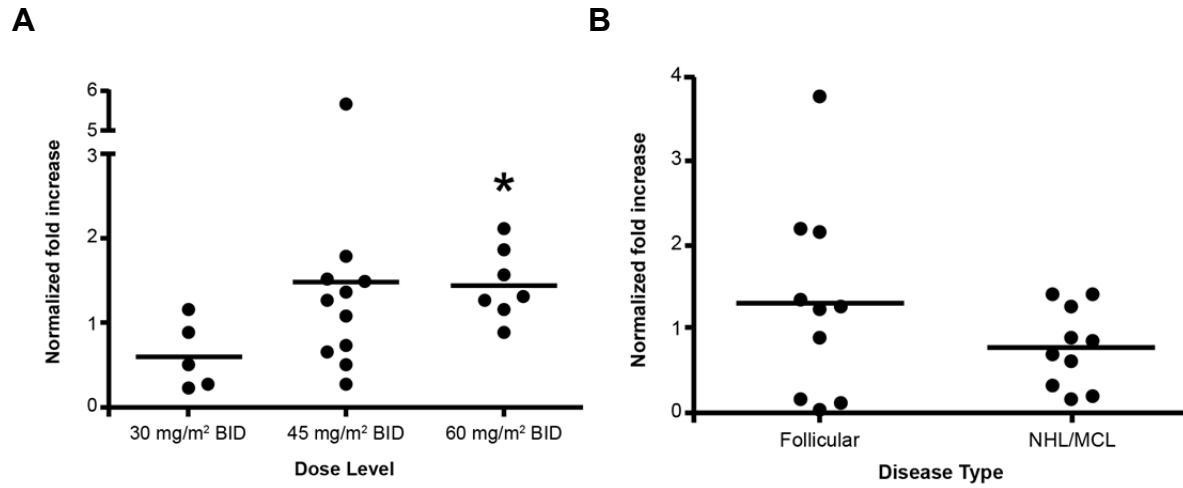 A
Normalized fold increase
6
5
3
2
1
0
*
30 mg/m² BID
45 mg/m² BID
60 mg/m² BID
Dose Level
B
Normalized fold increase
4
3
2
1
0
Follicular
NHL/MCL
Disease Type